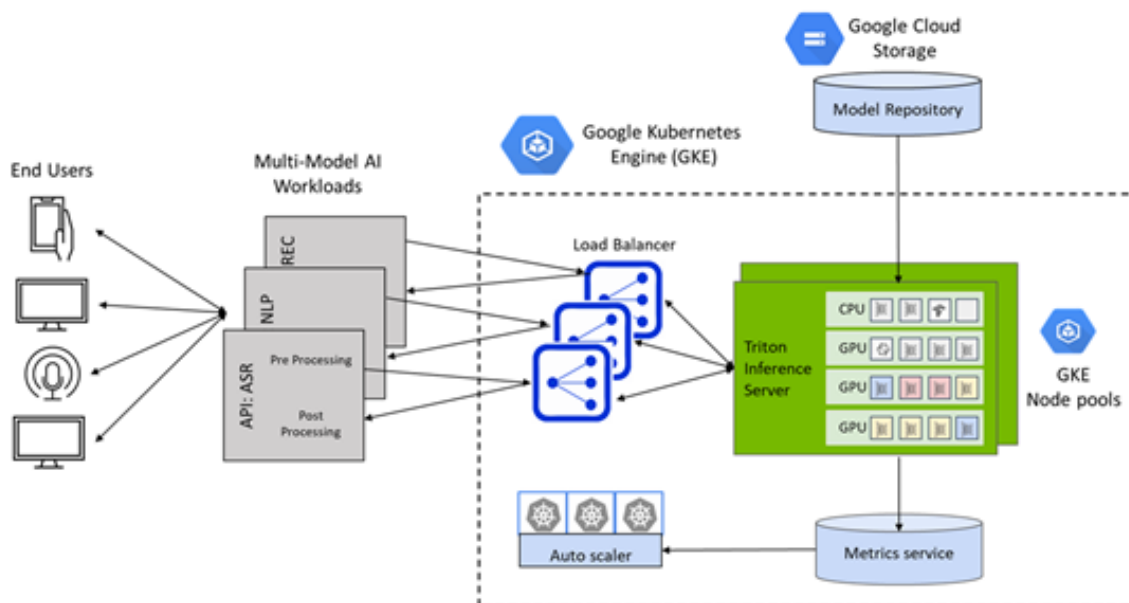 Google Cloud
Storage
Model Repository
Google Kubernetes
Engine (GKE)
End Users
Multi-Model AI
Workloads
REC
NLP
API: ASR
Pre Processing
Post
Processing
Load Balancer
Triton
Inference
Server
CPU
GPU
GPU
GPU
GKE
Node pools
Auto scaler
Metrics service